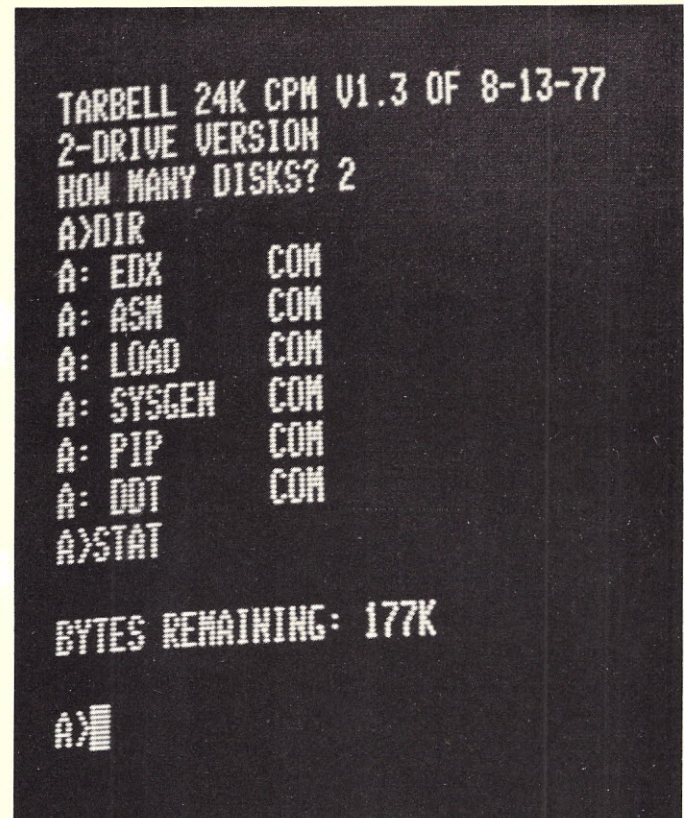 TARBELL 24K CPM V1.3 OF 8-13-77
2-DRIVE VERSION
HOW MANY DISKS? 2
A>DIR
A: EDX COM
A: ASM COM
A: LOAD COM
A: SYSGEN COM
A: PIP COM
A: DDT COM
A>STAT
BYTES REMAINING: 177K
A>